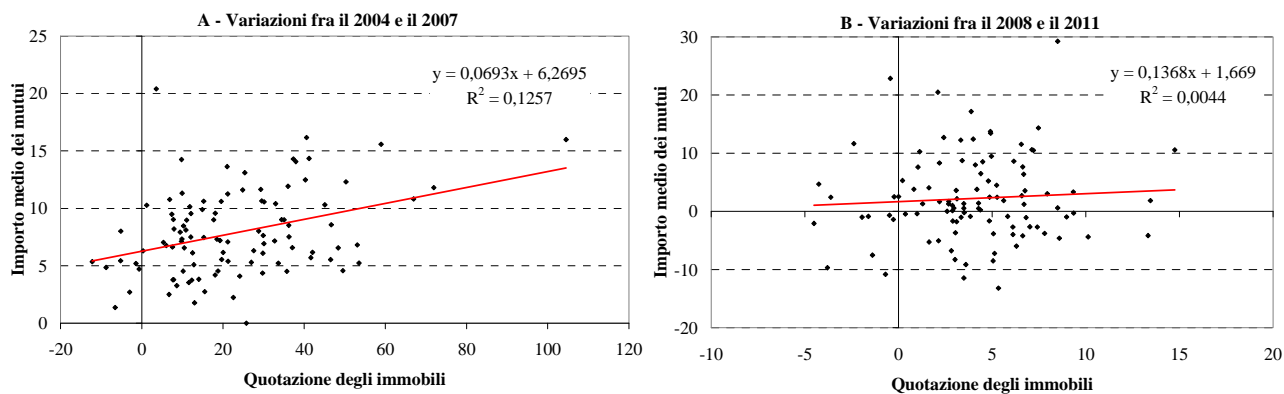 A - Variazioni fra il 2004 e il 2007
25
20
15
10
5
0
-20
0
20
40
60
80
100
120
y = 0,0693x + 6,2695
R² = 0,1257
Importo medio dei mutui
Quotazione degli immobili
B - Variazioni fra il 2008 e il 2011
30
20
10
0
-10
-20
-10
-5
0
5
10
15
20
y = 0,1368x + 1,669
R² = 0,0044
Importo medio dei mutui
Quotazione degli immobili